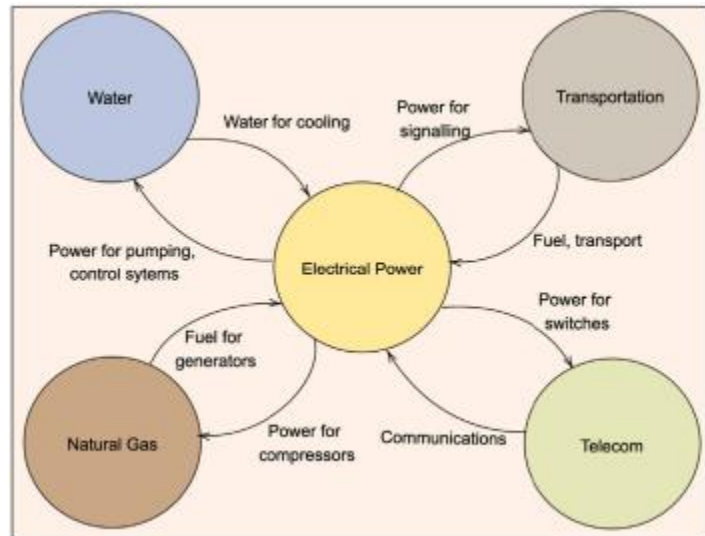 Water
Transportation
Water for cooling
Power for
signalling
Power for pumping,
control sytems
Electrical Power
Fuel, transport
Fuel for
generators
Power for
switches
Natural Gas
Power for
compressors
Communications
Telecom